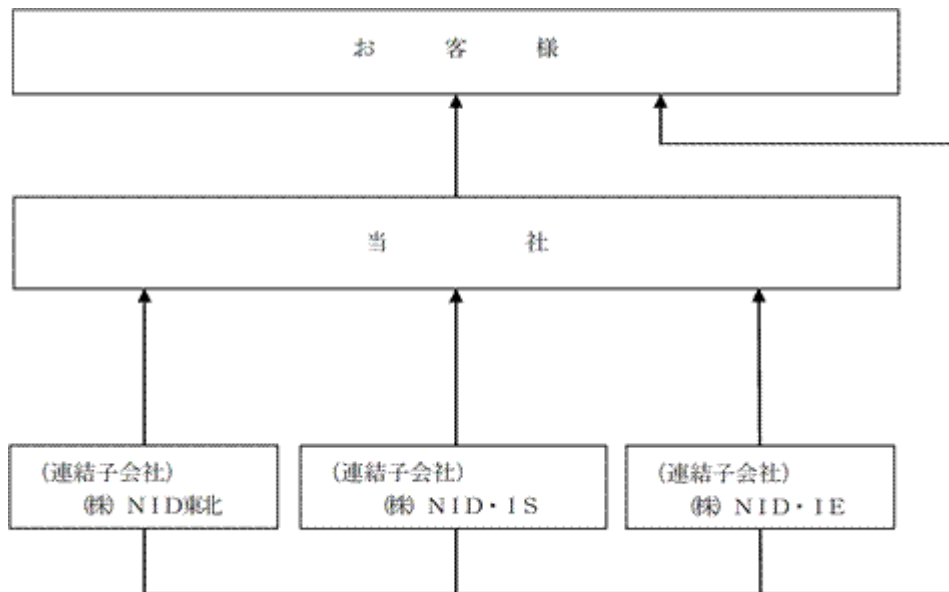 お客様
当社
(連結子会社)
㈱ NID東北
(連結子会社)
㈱ NID・IS
(連結子会社)
㈱ NID・IE